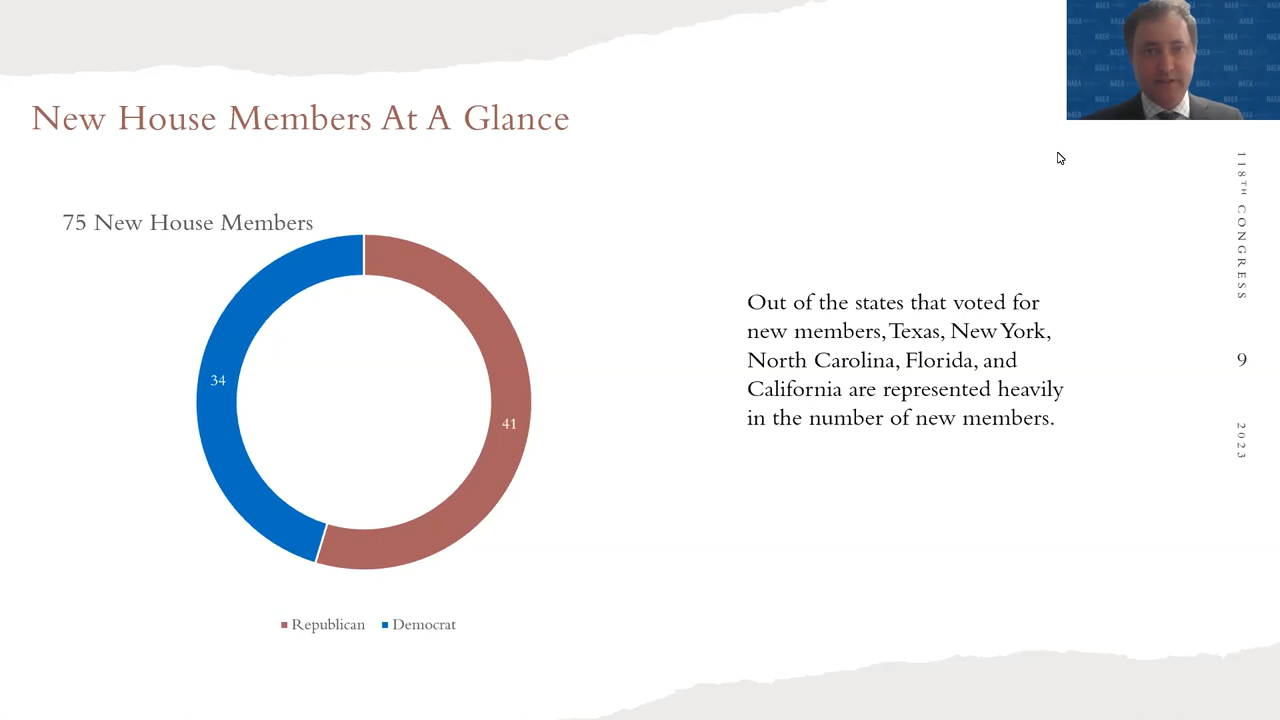 New House Members At A Glance
75 New House Members
34
41
Republican Democrat
Out of the states that voted for
new members, Texas, New York,
North Carolina, Florida, and
California are represented heavily
in the number of new members.
118TH CONGRESS
9
2023
NAEA